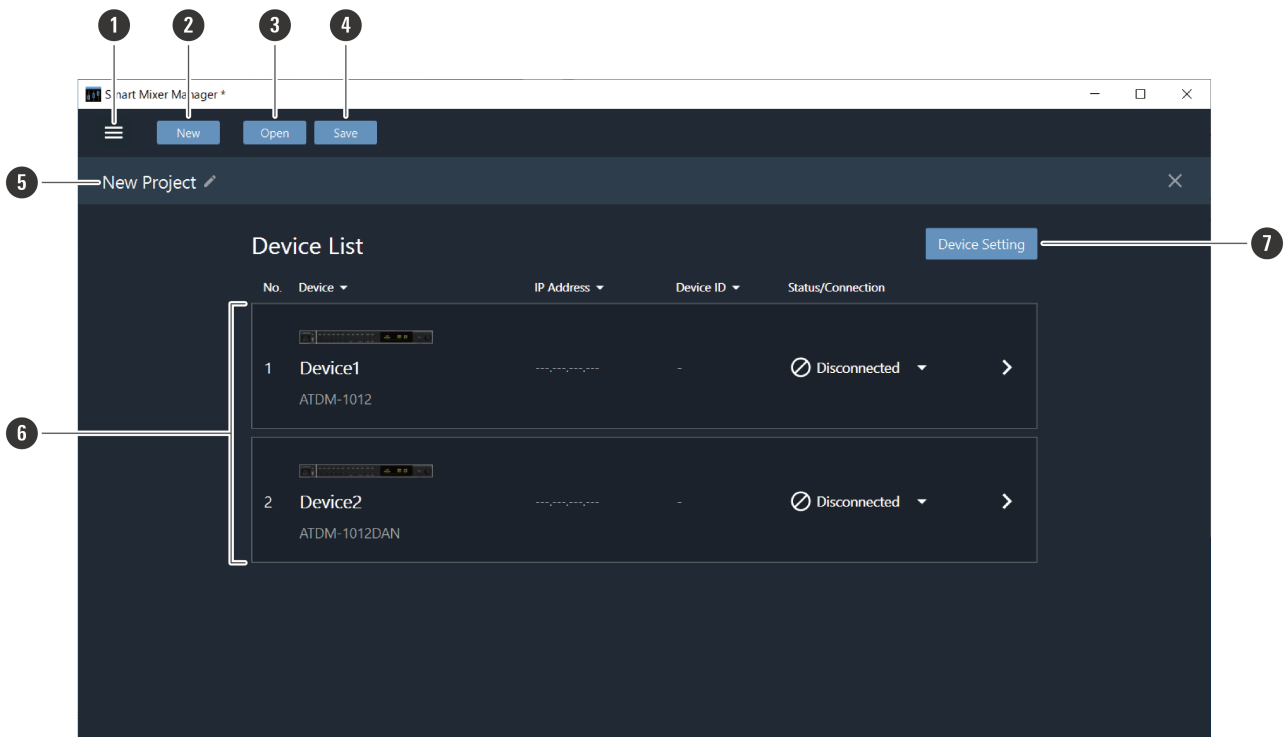 1 2 3 4
Smart Mixer Manager *
New Open Save
5 New Project
Device List Device Setting 7
No. Device IP Address Device ID Status/Connection
1 Device1 ---.---.---.--- - Disconnected
ATDM-1012
6
2 Device2 ---.---.---.--- - Disconnected
ATDM-1012DAN